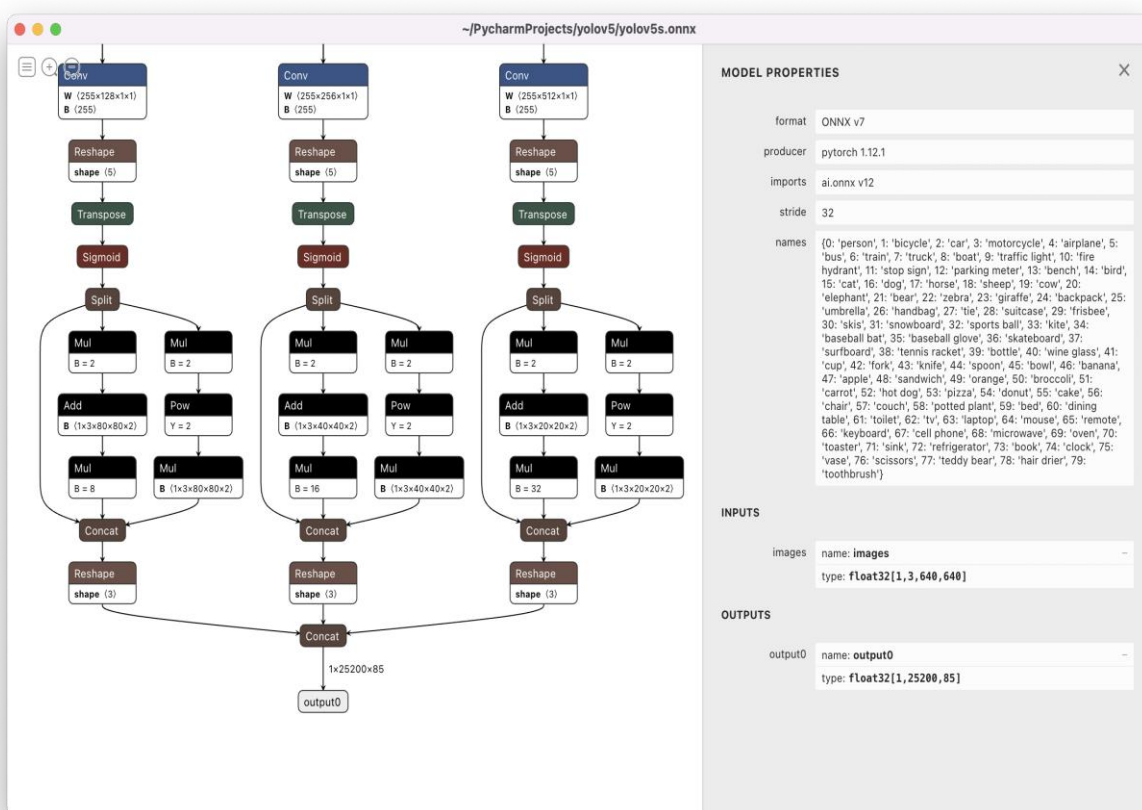 ~/PycharmProjects/yolov5/yolov5s.onnx
Conv
W ⟨255×128×1×1⟩
B ⟨255⟩
Reshape
shape ⟨5⟩
Transpose
Sigmoid
Split
Mul
B = 2
Mul
B = 2
Add
B ⟨1×3×80×80×2⟩
Pow
Y = 2
Mul
B = 8
Mul
B ⟨1×3×80×80×2⟩
Concat
Reshape
shape ⟨3⟩
Conv
W ⟨255×256×1×1⟩
B ⟨255⟩
Reshape
shape ⟨5⟩
Transpose
Sigmoid
Split
Mul
B = 2
Mul
B = 2
Add
B ⟨1×3×40×40×2⟩
Pow
Y = 2
Mul
B = 16
Mul
B ⟨1×3×40×40×2⟩
Concat
Reshape
shape ⟨3⟩
Conv
W ⟨255×512×1×1⟩
B ⟨255⟩
Reshape
shape ⟨5⟩
Transpose
Sigmoid
Split
Mul
B = 2
Mul
B = 2
Add
B ⟨1×3×20×20×2⟩
Pow
Y = 2
Mul
B = 32
Mul
B ⟨1×3×20×20×2⟩
Concat
Reshape
shape ⟨3⟩
Concat
1×25200×85
output0
MODEL PROPERTIES
format ONNX v7
producer pytorch 1.12.1
imports ai.onnx v12
stride 32
names {0: 'person', 1: 'bicycle', 2: 'car', 3: 'motorcycle', 4: 'airplane', 5:
'bus', 6: 'train', 7: 'truck', 8: 'boat', 9: 'traffic light', 10: 'fire
hydrant', 11: 'stop sign', 12: 'parking meter', 13: 'bench', 14: 'bird',
15: 'cat', 16: 'dog', 17: 'horse', 18: 'sheep', 19: 'cow', 20:
'elephant', 21: 'bear', 22: 'zebra', 23: 'giraffe', 24: 'backpack', 25:
'umbrella', 26: 'handbag', 27: 'tie', 28: 'suitcase', 29: 'frisbee',
30: 'skis', 31: 'snowboard', 32: 'sports ball', 33: 'kite', 34:
'baseball bat', 35: 'baseball glove', 36: 'skateboard', 37:
'surfboard', 38: 'tennis racket', 39: 'bottle', 40: 'wine glass', 41:
'cup', 42: 'fork', 43: 'knife', 44: 'spoon', 45: 'bowl', 46: 'banana',
47: 'apple', 48: 'sandwich', 49: 'orange', 50: 'broccoli', 51:
'carrot', 52: 'hot dog', 53: 'pizza', 54: 'donut', 55: 'cake', 56:
'chair', 57: 'couch', 58: 'potted plant', 59: 'bed', 60: 'dining
table', 61: 'toilet', 62: 'tv', 63: 'laptop', 64: 'mouse', 65: 'remote',
66: 'keyboard', 67: 'cell phone', 68: 'microwave', 69: 'oven', 70:
'toaster', 71: 'sink', 72: 'refrigerator', 73: 'book', 74: 'clock', 75:
'vase', 76: 'scissors', 77: 'teddy bear', 78: 'hair drier', 79:
'toothbrush'}
INPUTS
images name: images
type: float32[1,3,640,640]
OUTPUTS
output0 name: output0
type: float32[1,25200,85]